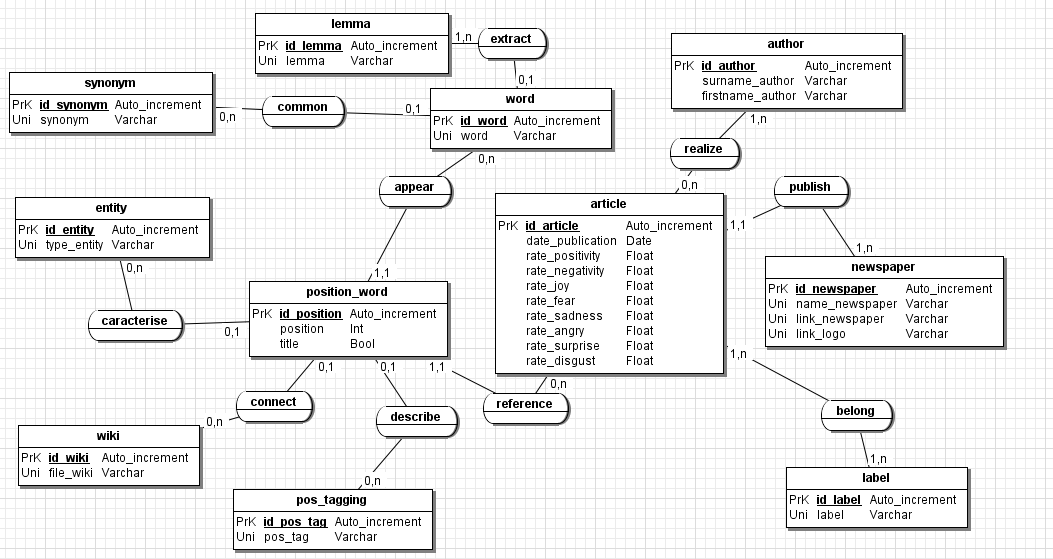 lemma
PrK id_lemma Auto_increment
Uni lemma Varchar
1,n
extract
0,1
author
PrK id_author Auto_increment
surname_author Varchar
firstname_author Varchar
synonym
PrK id_synonym Auto_increment
Uni synonym Varchar
0,n
common
0,1
word
PrK id_word Auto_increment
Uni word Varchar
0,n
1,n
realize
0,n
appear
1,1
publish
1,1
1,n
entity
PrK id_entity Auto_increment
Uni type_entity Varchar
0,n
article
PrK id_article Auto_increment
date_publication Date
rate_positivity Float
rate_negativity Float
rate_joy Float
rate_fear Float
rate_sadness Float
rate_angry Float
rate_surprise Float
rate_disgust Float
newspaper
PrK id_newspaper Auto_increment
Uni name_newspaper Varchar
Uni link_newspaper Varchar
Uni link_logo Varchar
position_word
PrK id_position Auto_increment
position Int
title Bool
caracterise
0,1
0,1
0,1
1,1
1,n
connect
0,n
describe
0,n
reference
0,n
belong
1,n
wiki
PrK id_wiki Auto_increment
Uni file_wiki Varchar
label
PrK id_label Auto_increment
Uni label Varchar
pos_tagging
PrK id_pos_tag Auto_increment
Uni pos_tag Varchar